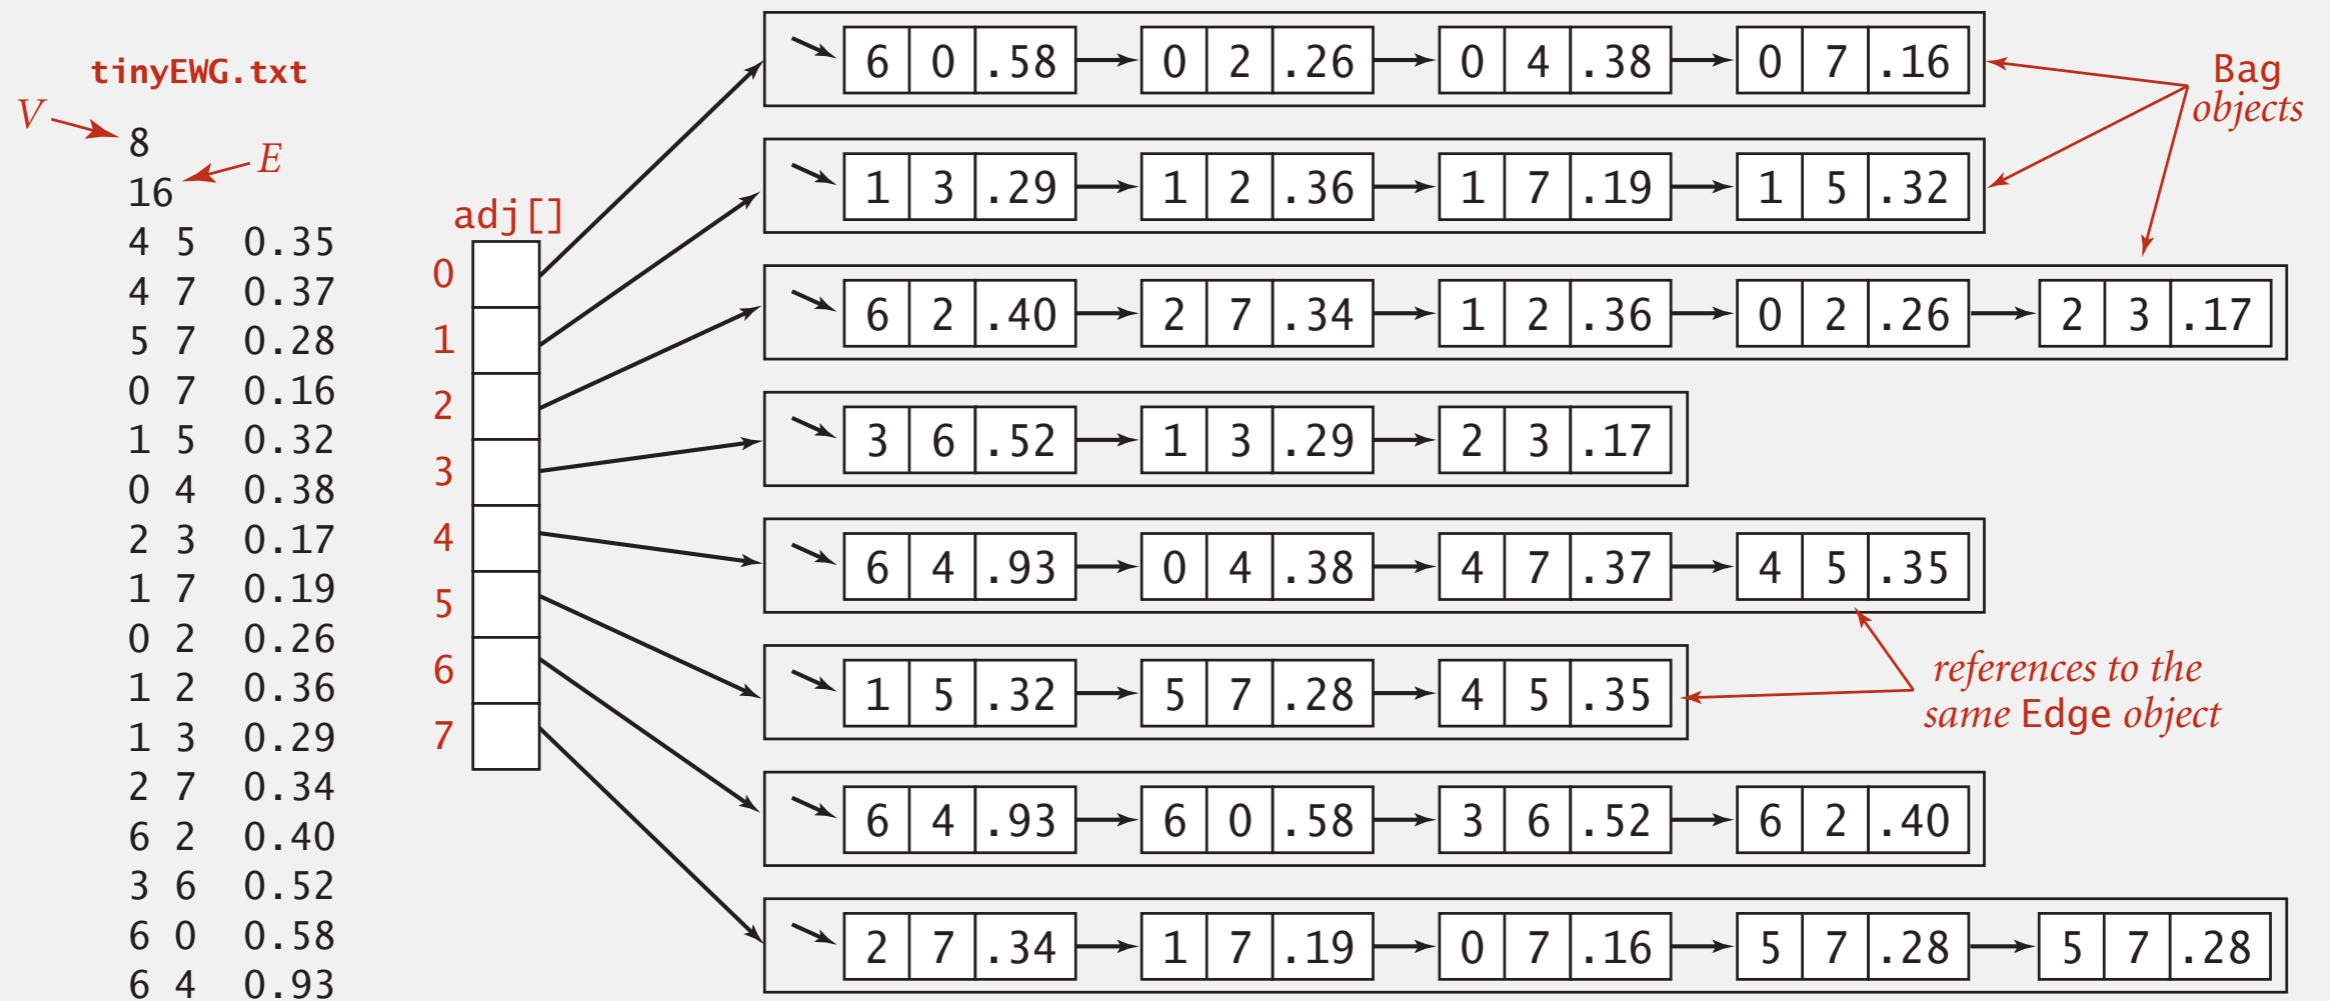 tinyEWG.txt
V
8
E
16
4 5 0.35
4 7 0.37
5 7 0.28
0 7 0.16
1 5 0.32
0 4 0.38
2 3 0.17
1 7 0.19
0 2 0.26
1 2 0.36
1 3 0.29
2 7 0.34
6 2 0.40
3 6 0.52
6 0 0.58
6 4 0.93
adj[]
0
1
2
3
4
5
6
7
6 0 .58 0 2 .26 0 4 .38 0 7 .16
1 3 .29 1 2 .36 1 7 .19 1 5 .32
6 2 .40 2 7 .34 1 2 .36 0 2 .26 2 3 .17
3 6 .52 1 3 .29 2 3 .17
6 4 .93 0 4 .38 4 7 .37 4 5 .35
1 5 .32 5 7 .28 4 5 .35
6 4 .93 6 0 .58 3 6 .52 6 2 .40
2 7 .34 1 7 .19 0 7 .16 5 7 .28 5 7 .28
Bag
objects
references to the
same Edge object